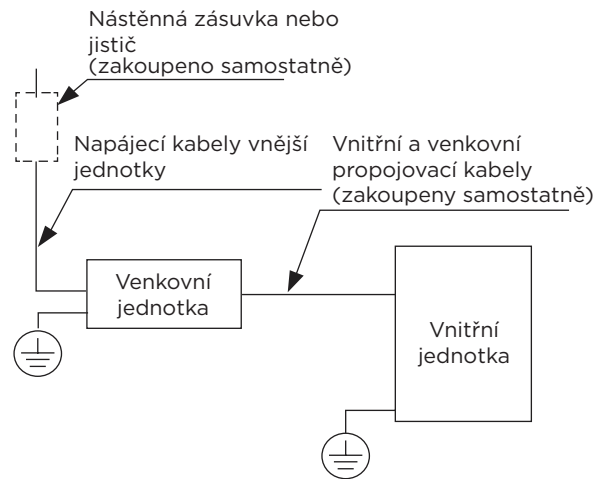 Nástěnná zásuvka nebo
jistič
(zakoupeno samostatně)
Napájecí kabely vnější
jednotky
Vnitřní a venkovní
propojovací kabely
(zakoupeny samostatně)
Venkovní
jednotka
Vnitřní
jednotka